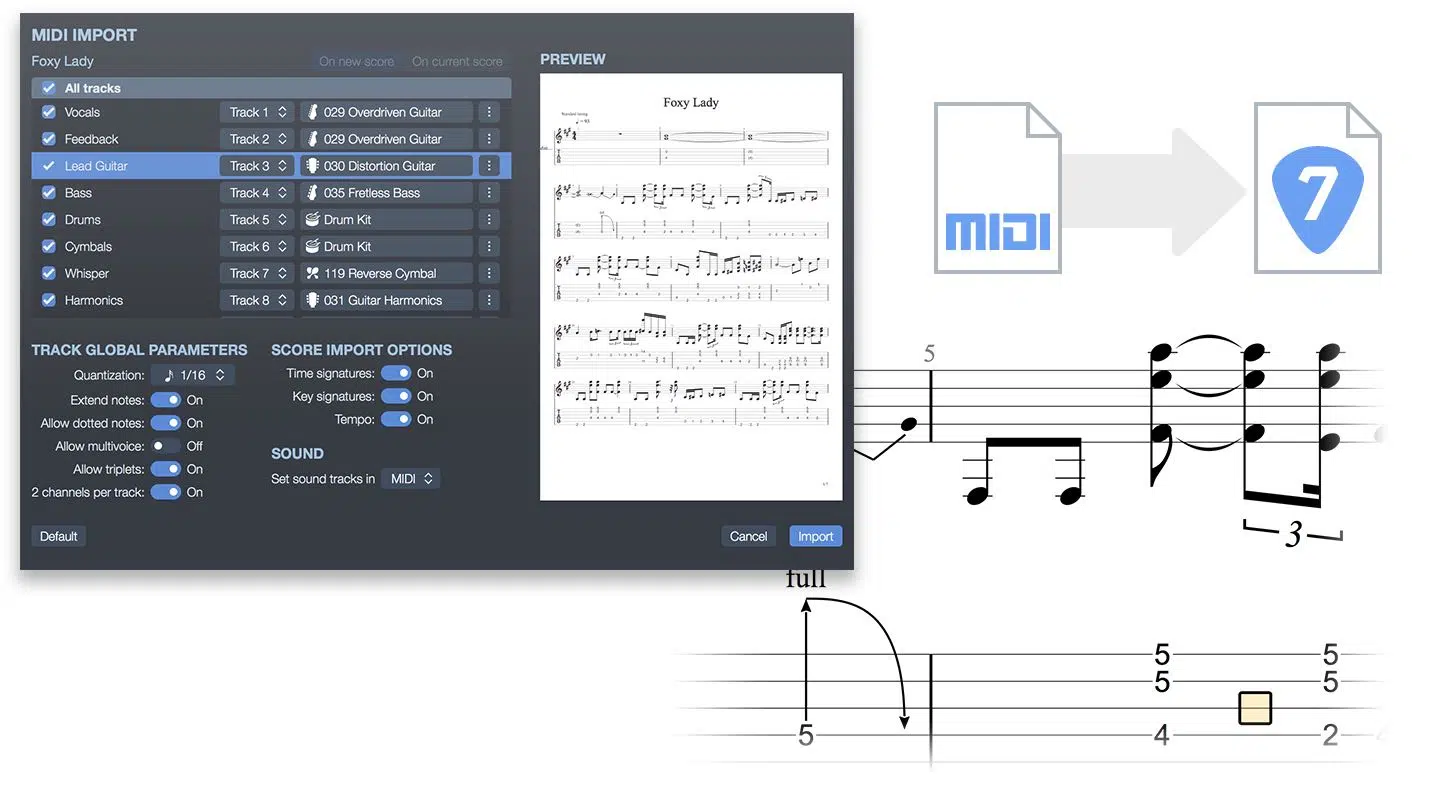 MIDI IMPORT
Foxy Lady On new score On current score
All tracks
Vocals Track 1 029 Overdriven Guitar
Feedback Track 2 029 Overdriven Guitar
Lead Guitar Track 3 030 Distortion Guitar
Bass Track 4 035 Fretless Bass
Drums Track 5 Drum Kit
Cymbals Track 6 Drum Kit
Whisper Track 7 119 Reverse Cymbal
Harmonics Track 8 031 Guitar Harmonics
TRACK GLOBAL PARAMETERS
Quantization: 1/16
Extend notes: On
Allow dotted notes: On
Allow multivoice: Off
Allow triplets: On
2 channels per track: On
SCORE IMPORT OPTIONS
Time signatures: On
Key signatures: On
Tempo: On
SOUND
Set sound tracks in MIDI
Default
Cancel Import
PREVIEW
Foxy Lady
Standard tuning
MIDI
7
5
3
full
5
5 5
5 5
4 2